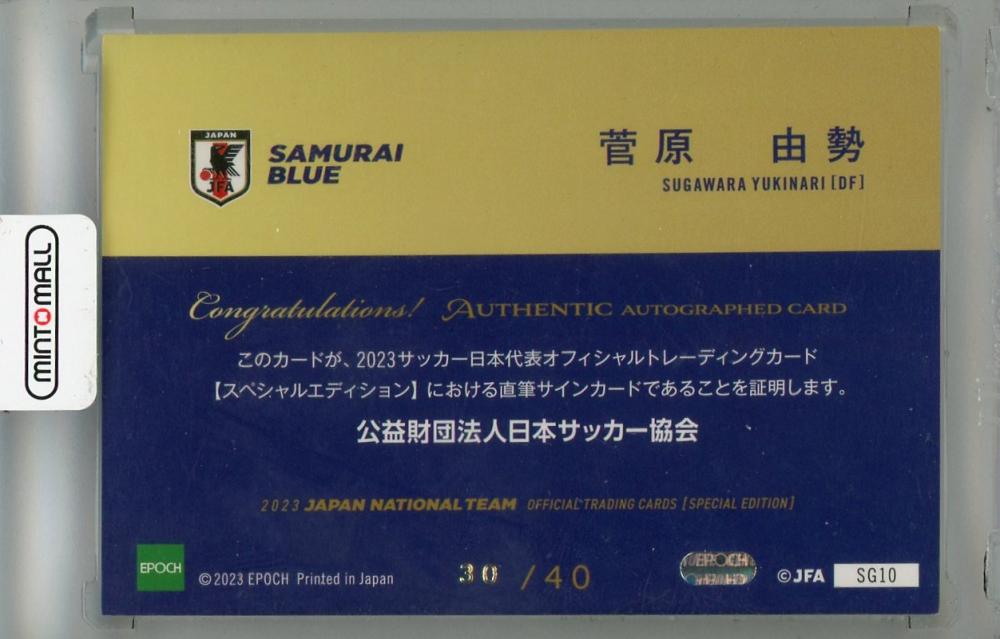 JAPAN
JFA
SAMURAI
BLUE
菅原 由勢
SUGAWARA YUKINARI [DF]
MINTOMALL
Congratulations! AUTHENTIC AUTOGRAPHED CARD
このカードが、2023サッカー日本代表オフィシャルトレーディングカード
【スペシャルエディション】における直筆サインカードであることを証明します。
公益財団法人日本サッカー協会
2023 JAPAN NATIONAL TEAM OFFICIAL TRADING CARDS [SPECIAL EDITION]
EPOCH
©2023 EPOCH Printed in Japan
30 /40
EPOCH
©JFA SG10